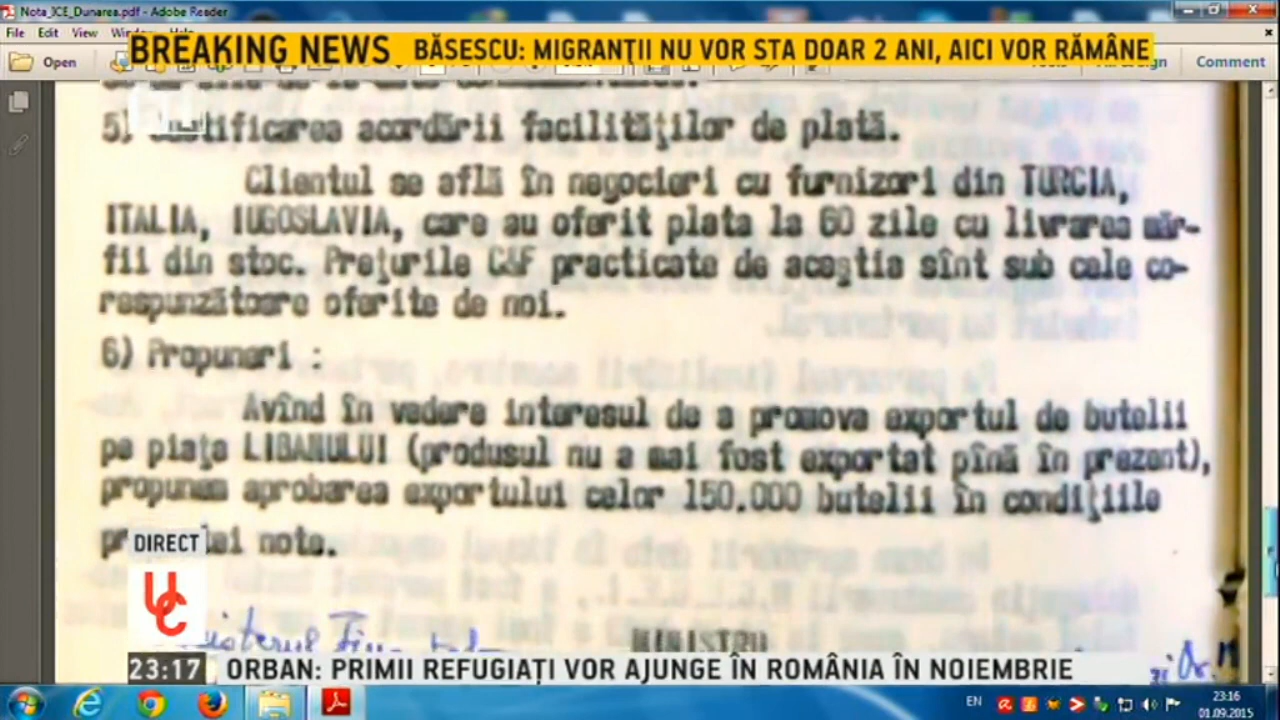 Nota_ICE_Dunarea.pdf - Adobe Reader
File Edit View
BREAKING NEWS BĂSESCU: MIGRANȚII NU VOR STA DOAR 2 ANI, AICI VOR RĂMÂNE
Open Comment
5) Justificarea acordării facilităţilor de plată.
Clientul se află în negocieri cu furnizori din TURCIA,
ITALIA, IUGOSLAVIA, care au oferit plata la 60 zile cu livrarea măr-
fii din stoc. Preţurile C&F practicate de aceştia sînt sub cele co-
respunzătoare oferite de noi.
6) Propuneri :
Avînd în vedere interesul de a promova exportul de butelii
pe piaţa LIBANULUI (produsul nu a mai fost exportat pînă în prezent),
propunem aprobarea exportului celor 150.000 butelii în condiţiile
notei note.
DIRECT
UC
Ministerul
MINISTRU
23:17 ORBAN: PRIMII REFUGIAȚI VOR AJUNGE ÎN ROMÂNIA ÎN NOIEMBRIE
EN 23:16
01.09.2015